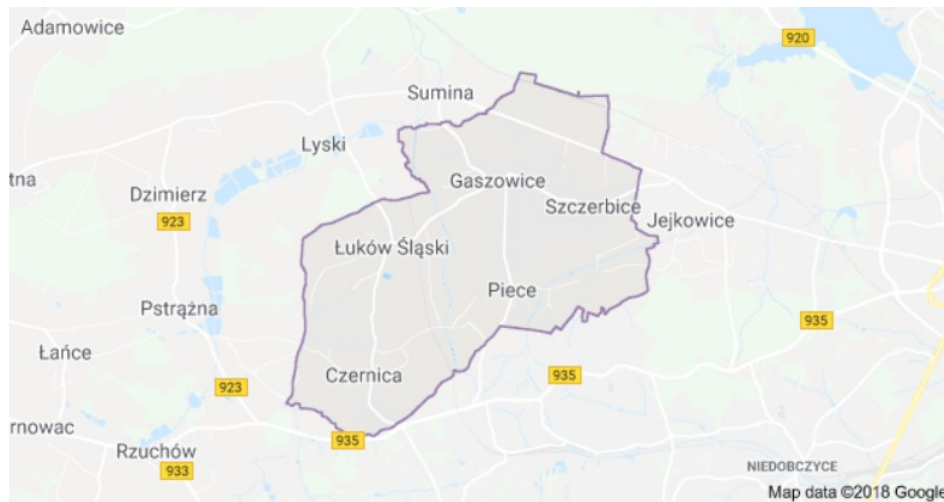 Adamowice
920
Sumina
Lyski
tna
Dzimierz
Gaszowice
Szczerbice
923
Jejkowice
Łuków Śląski
Piece
Pstrążna
935
Łańce
Czernica
923
935
rnowac
935
Rzuchów
933
NIEDOBCZYCE
Map data ©2018 Google